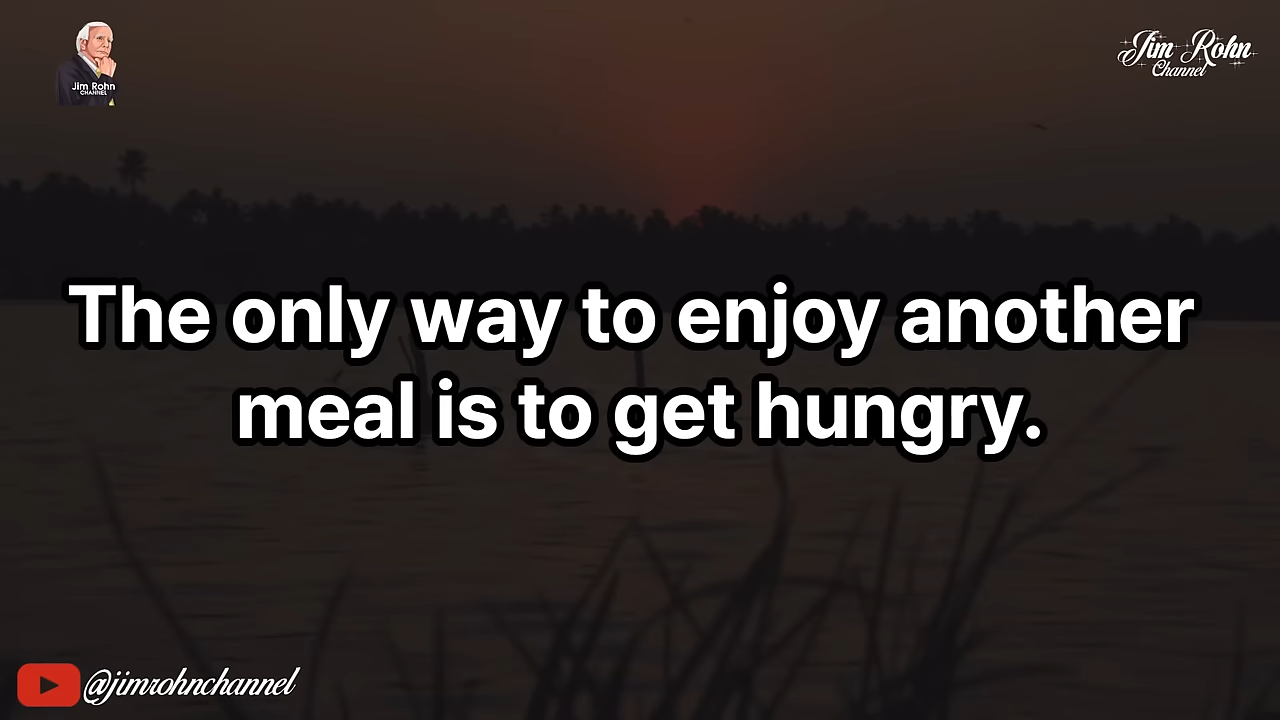 Jim Rohn
CHANNEL
Jim Rohn
Channel
The only way to enjoy another
meal is to get hungry.
@jimrohnchannel